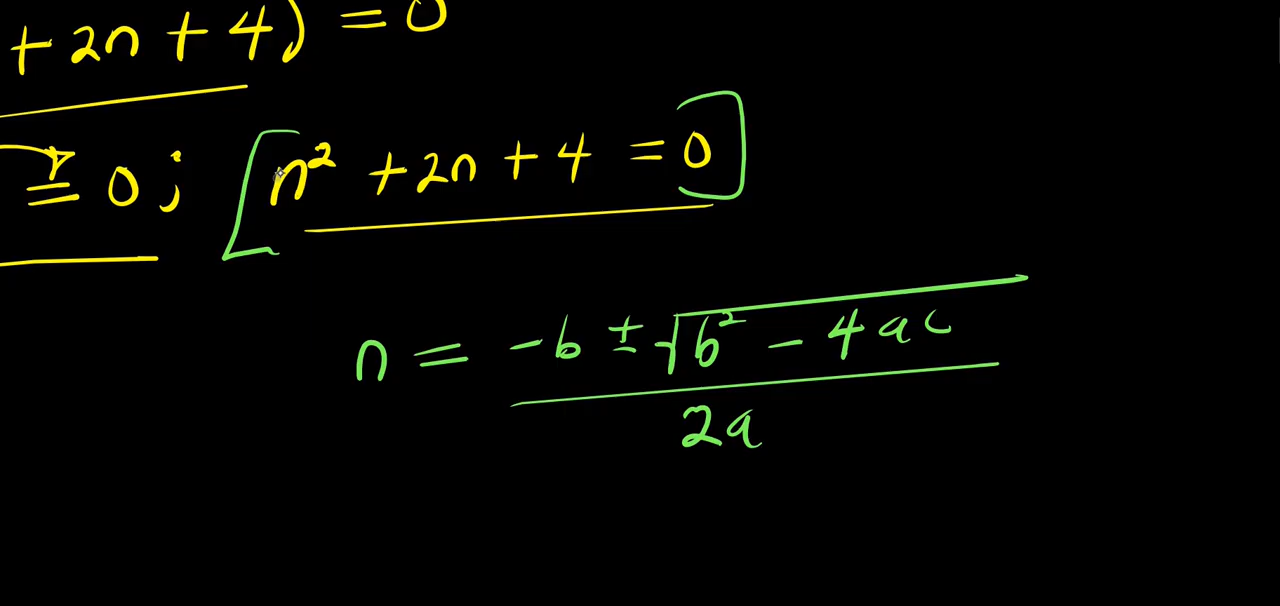 + 2n + 4) = 0
= 0 ; [n² + 2n + 4 = 0]
n = (-b ± √(b² - 4ac)) / 2a